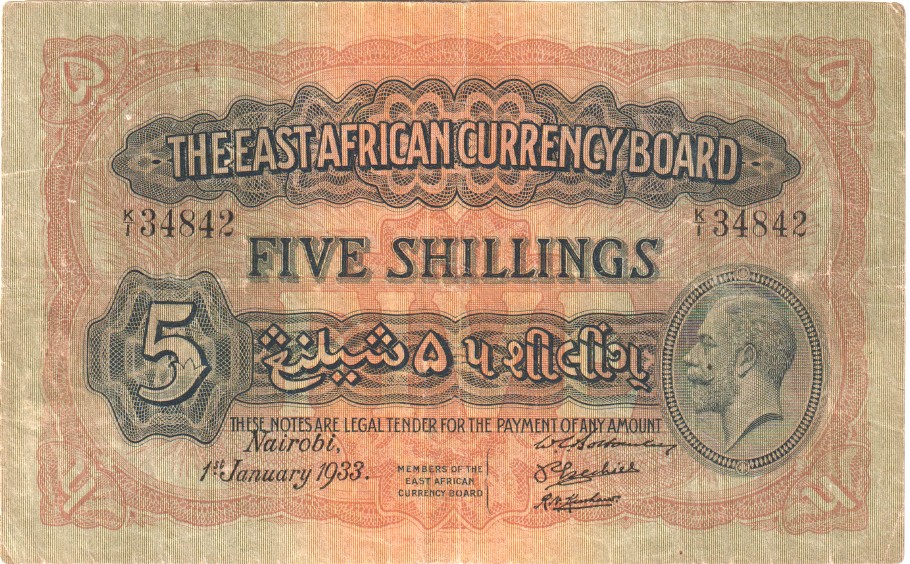 THE EAST AFRICAN CURRENCY BOARD
K/1 34842 K/1 34842
FIVE SHILLINGS
5
شيلنغ ۵ ૫ શીલીંગ
THESE NOTES ARE LEGAL TENDER FOR THE PAYMENT OF ANY AMOUNT
Nairobi,
1st January 1933.
MEMBERS OF THE
EAST AFRICAN
CURRENCY BOARD